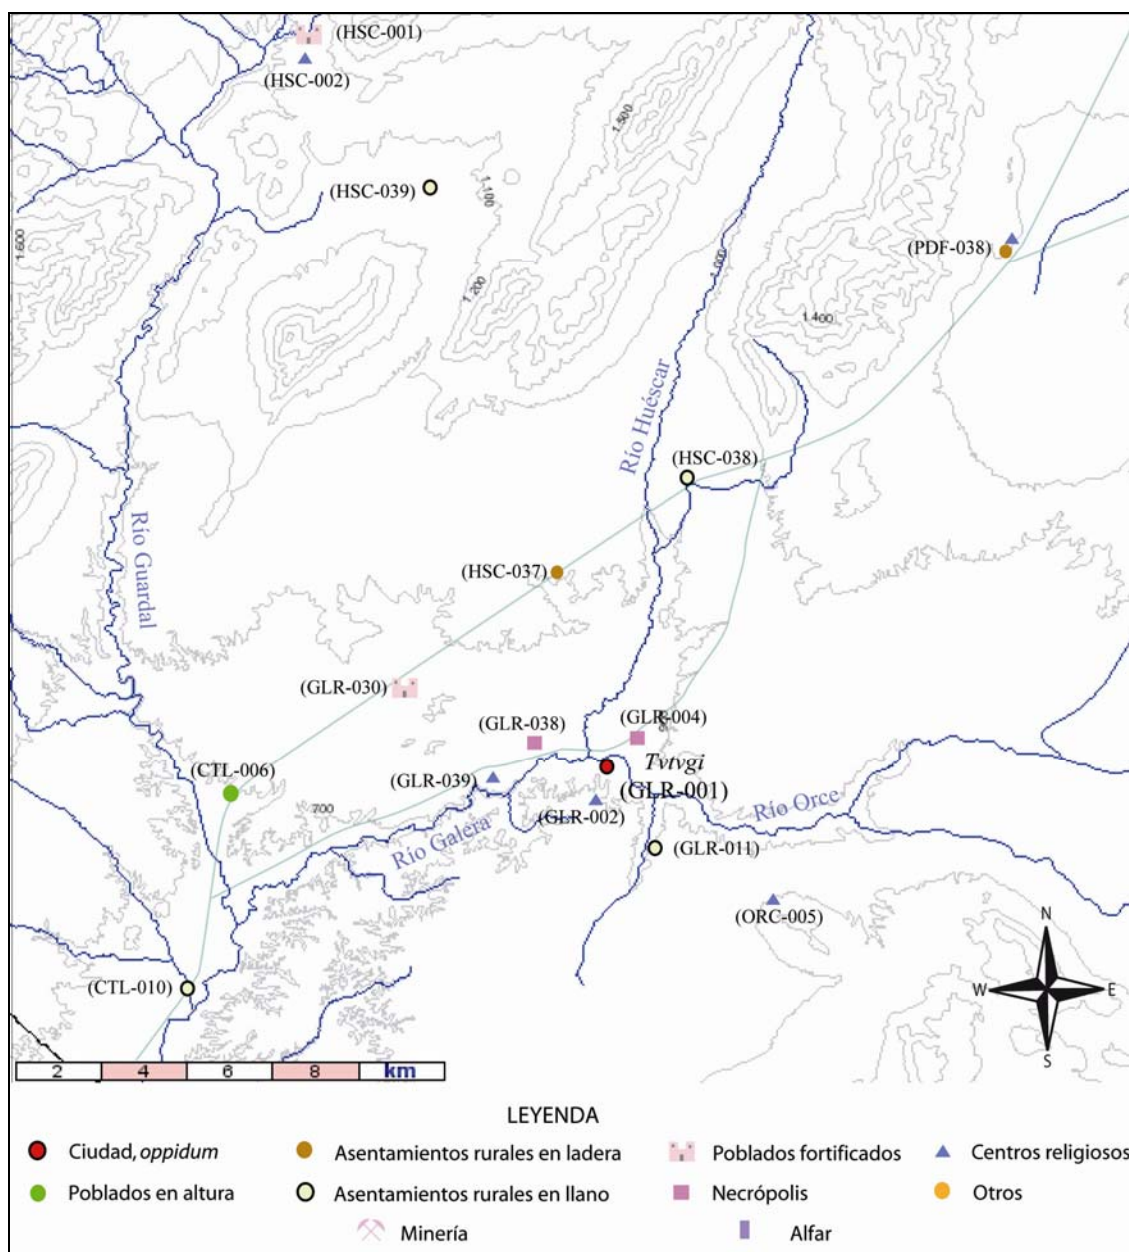 (HSC-001)
(HSC-002)
1.500
(HSC-039)
1.100
1.600
(PDF-038)
1.000
1.200
1.400
Río Huéscar
(HSC-038)
Río Guardal
(HSC-037)
(GLR-030)
(GLR-038)
(GLR-004)
Tvtvgi
(CTL-006)
(GLR-039)
(GLR-001)
700
(GLR-002)
Río Orce
Río Galera
(GLR-011)
(ORC-005)
N
(CTL-010)
W
E
S
2 4 6 8 km
LEYENDA
Ciudad, oppidum
Asentamientos rurales en ladera
Poblados fortificados
Centros religiosos
Poblados en altura
Asentamientos rurales en llano
Necrópolis
Otros
Minería
Alfar